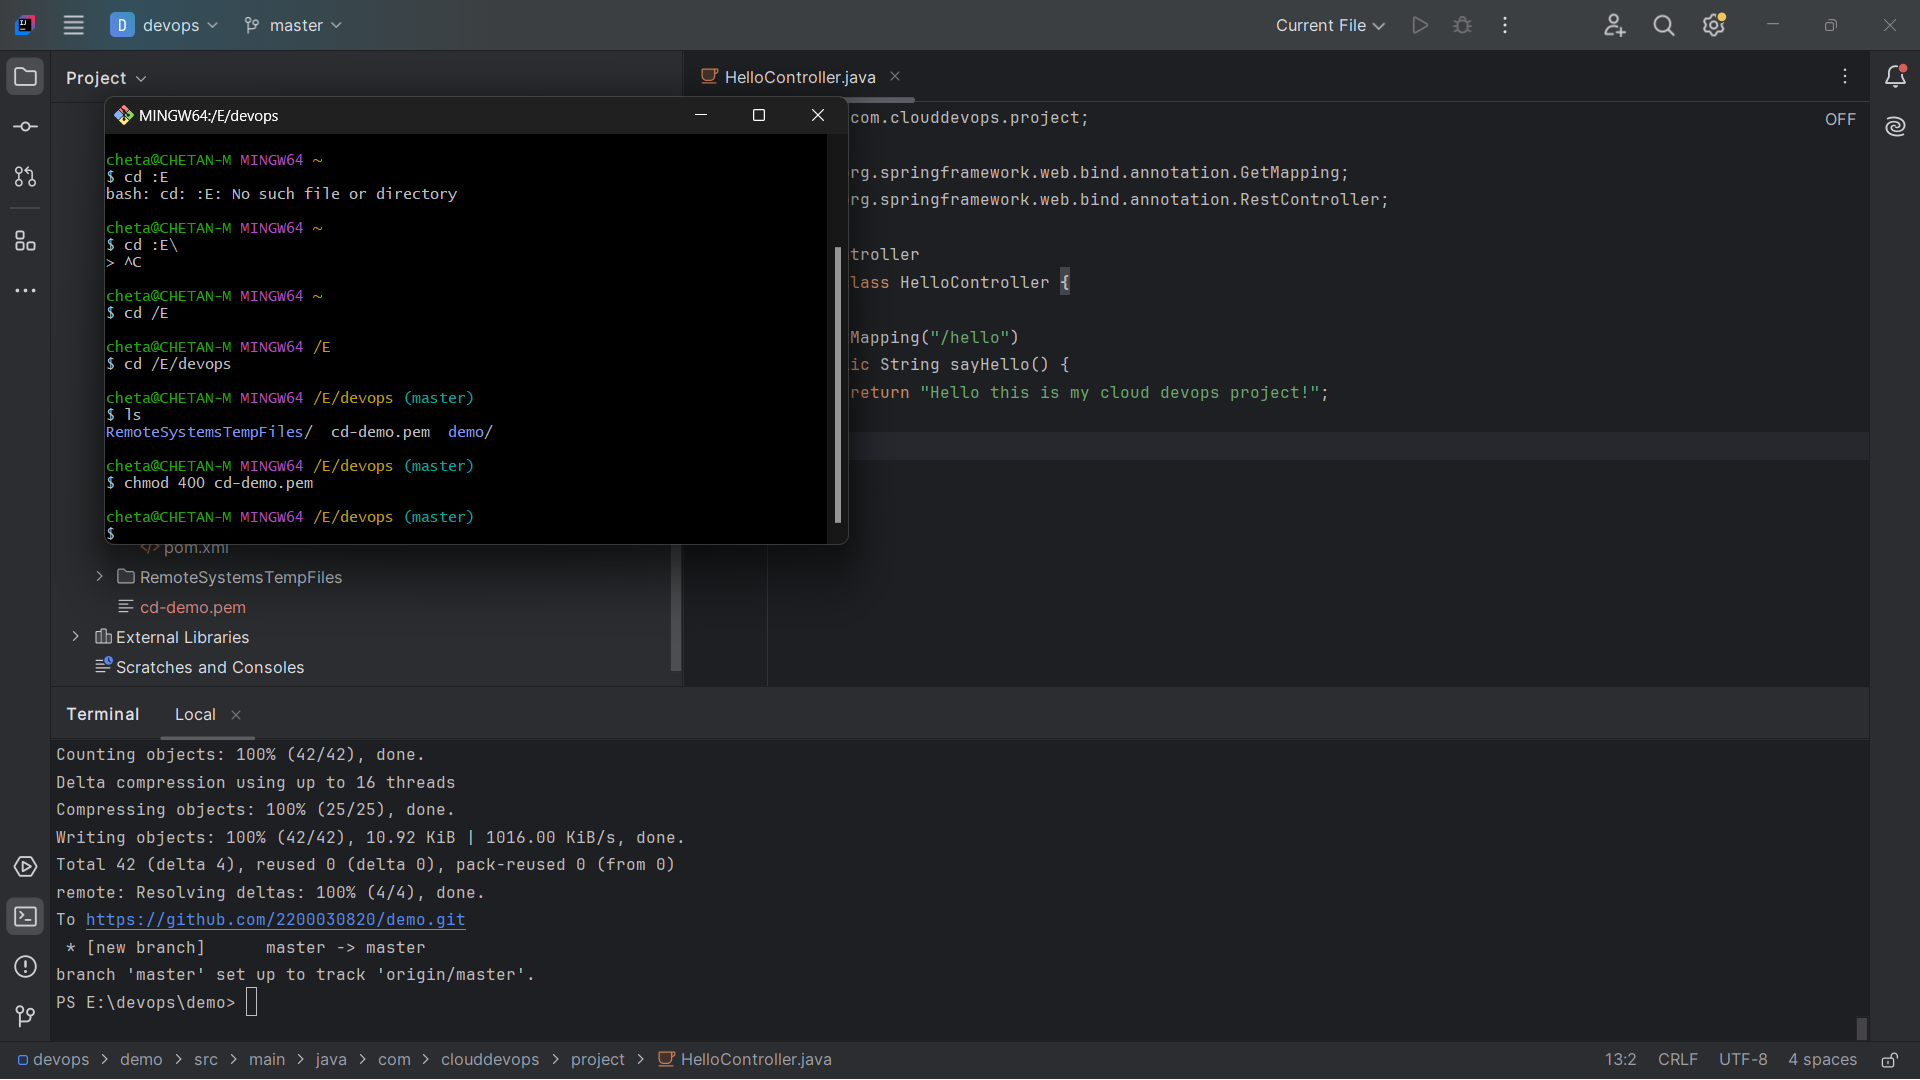 D devops master Current File
Project
HelloController.java
MINGW64:/E/devops
cheta@CHETAN-M MINGW64 ~
$ cd :E
bash: cd: :E: No such file or directory
cheta@CHETAN-M MINGW64 ~
$ cd :E\
> ^C
cheta@CHETAN-M MINGW64 ~
$ cd /E
cheta@CHETAN-M MINGW64 /E
$ cd /E/devops
cheta@CHETAN-M MINGW64 /E/devops (master)
$ ls
RemoteSystemsTempFiles/ cd-demo.pem demo/
cheta@CHETAN-M MINGW64 /E/devops (master)
$ chmod 400 cd-demo.pem
cheta@CHETAN-M MINGW64 /E/devops (master)
$
com.clouddevops.project;
OFF
rg.springframework.web.bind.annotation.GetMapping;
rg.springframework.web.bind.annotation.RestController;
troller
lass HelloController {
Mapping("/hello")
ic String sayHello() {
return "Hello this is my cloud devops project!";
pom.xml
RemoteSystemsTempFiles
cd-demo.pem
External Libraries
Scratches and Consoles
Terminal Local
Counting objects: 100% (42/42), done.
Delta compression using up to 16 threads
Compressing objects: 100% (25/25), done.
Writing objects: 100% (42/42), 10.92 KiB | 1016.00 KiB/s, done.
Total 42 (delta 4), reused 0 (delta 0), pack-reused 0 (from 0)
remote: Resolving deltas: 100% (4/4), done.
To https://github.com/2200030820/demo.git
* [new branch] master -> master
branch 'master' set up to track 'origin/master'.
PS E:\devops\demo>
devops > demo > src > main > java > com > clouddevops > project > HelloController.java
13:2 CRLF UTF-8 4 spaces